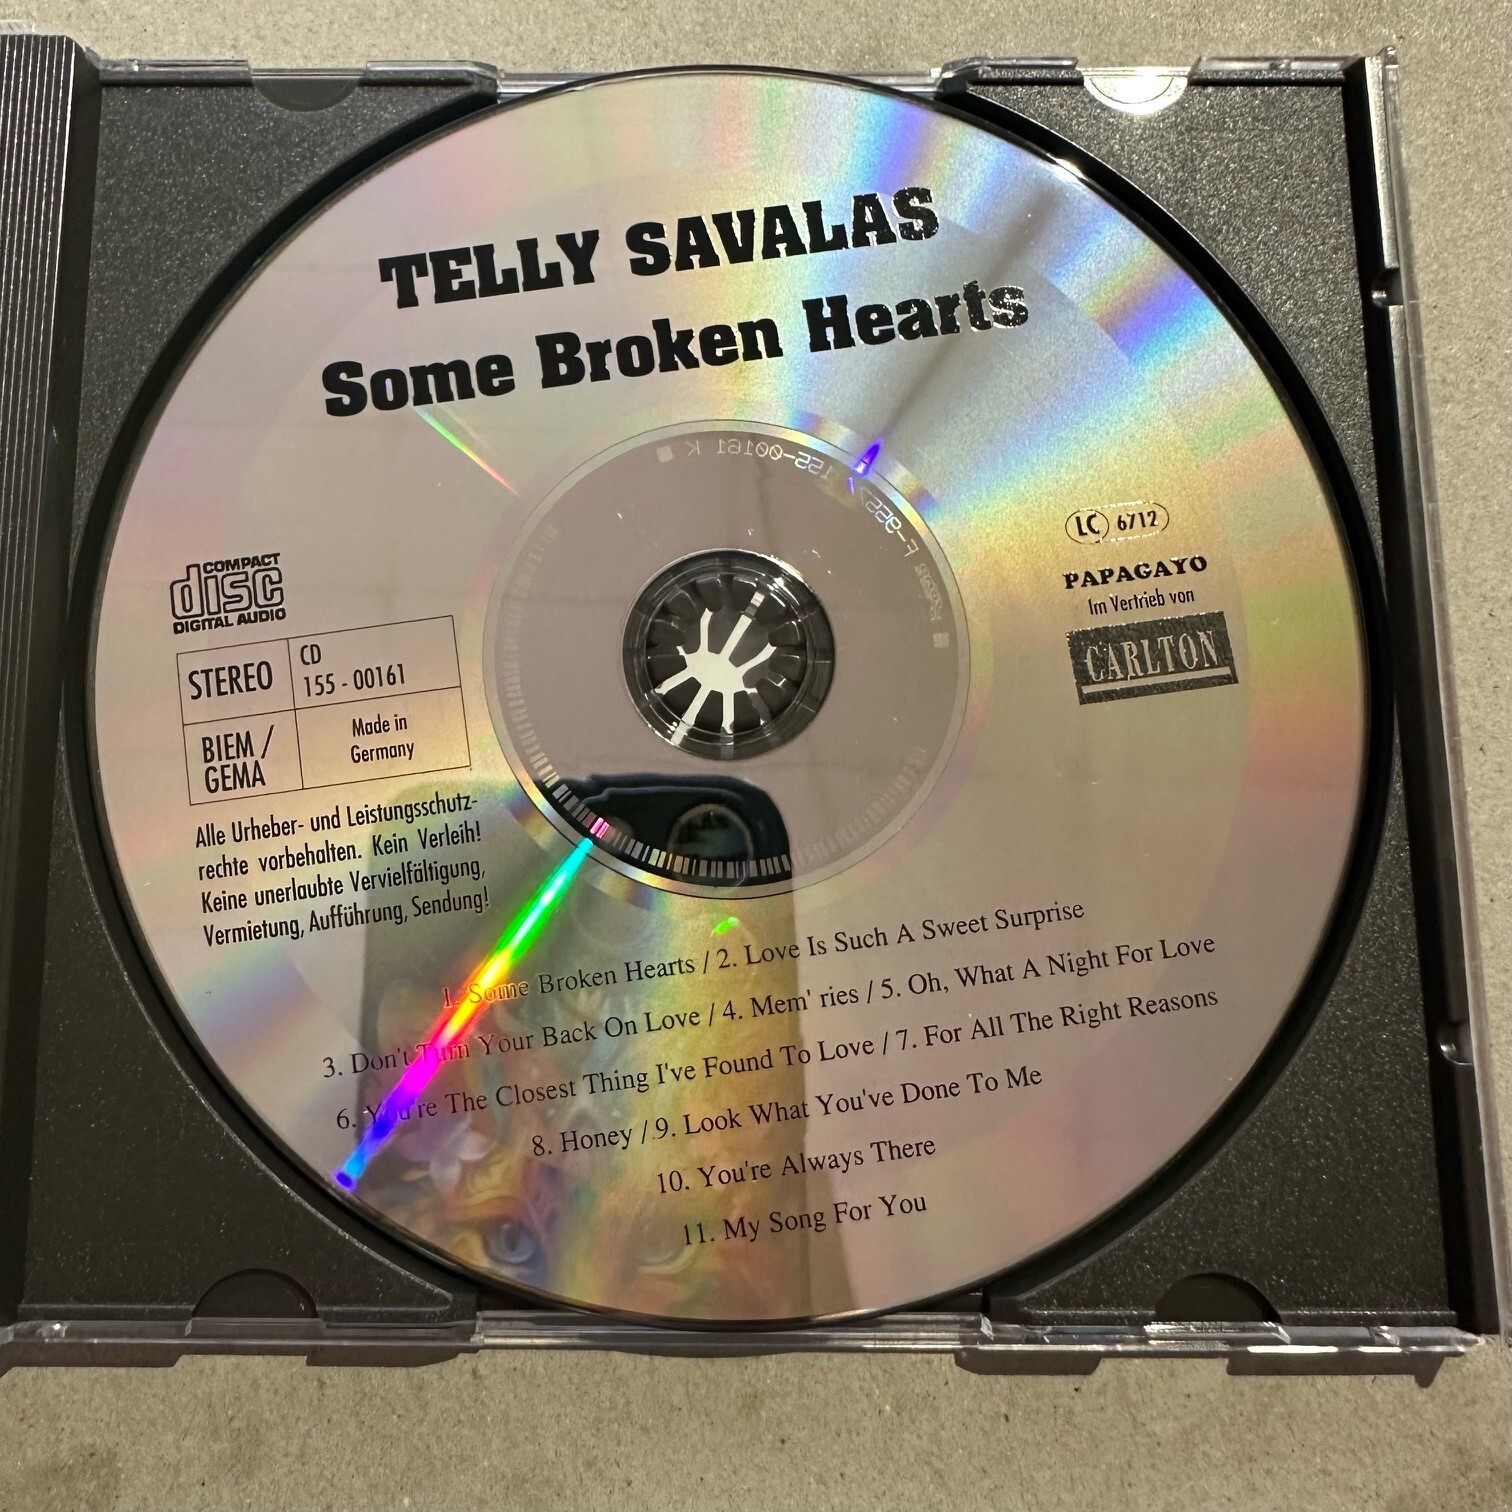 TELLY SAVALAS
Some Broken Hearts
155-00161 K
LC 6712
PAPAGAYO
Im Vertrieb von
CARLTON
COMPACT
disc
DIGITAL AUDIO
STEREO
CD
155 - 00161
BIEM /
GEMA
Made in
Germany
Alle Urheber- und Leistungsschutz-
rechte vorbehalten. Kein Verleih!
Keine unerlaubte Vervielfältigung,
Vermietung, Aufführung, Sendung!
1. Some Broken Hearts / 2. Love Is Such A Sweet Surprise
3. Don't Turn Your Back On Love / 4. Mem' ries / 5. Oh, What A Night For Love
6. You're The Closest Thing I've Found To Love / 7. For All The Right Reasons
8. Honey / 9. Look What You've Done To Me
10. You're Always There
11. My Song For You